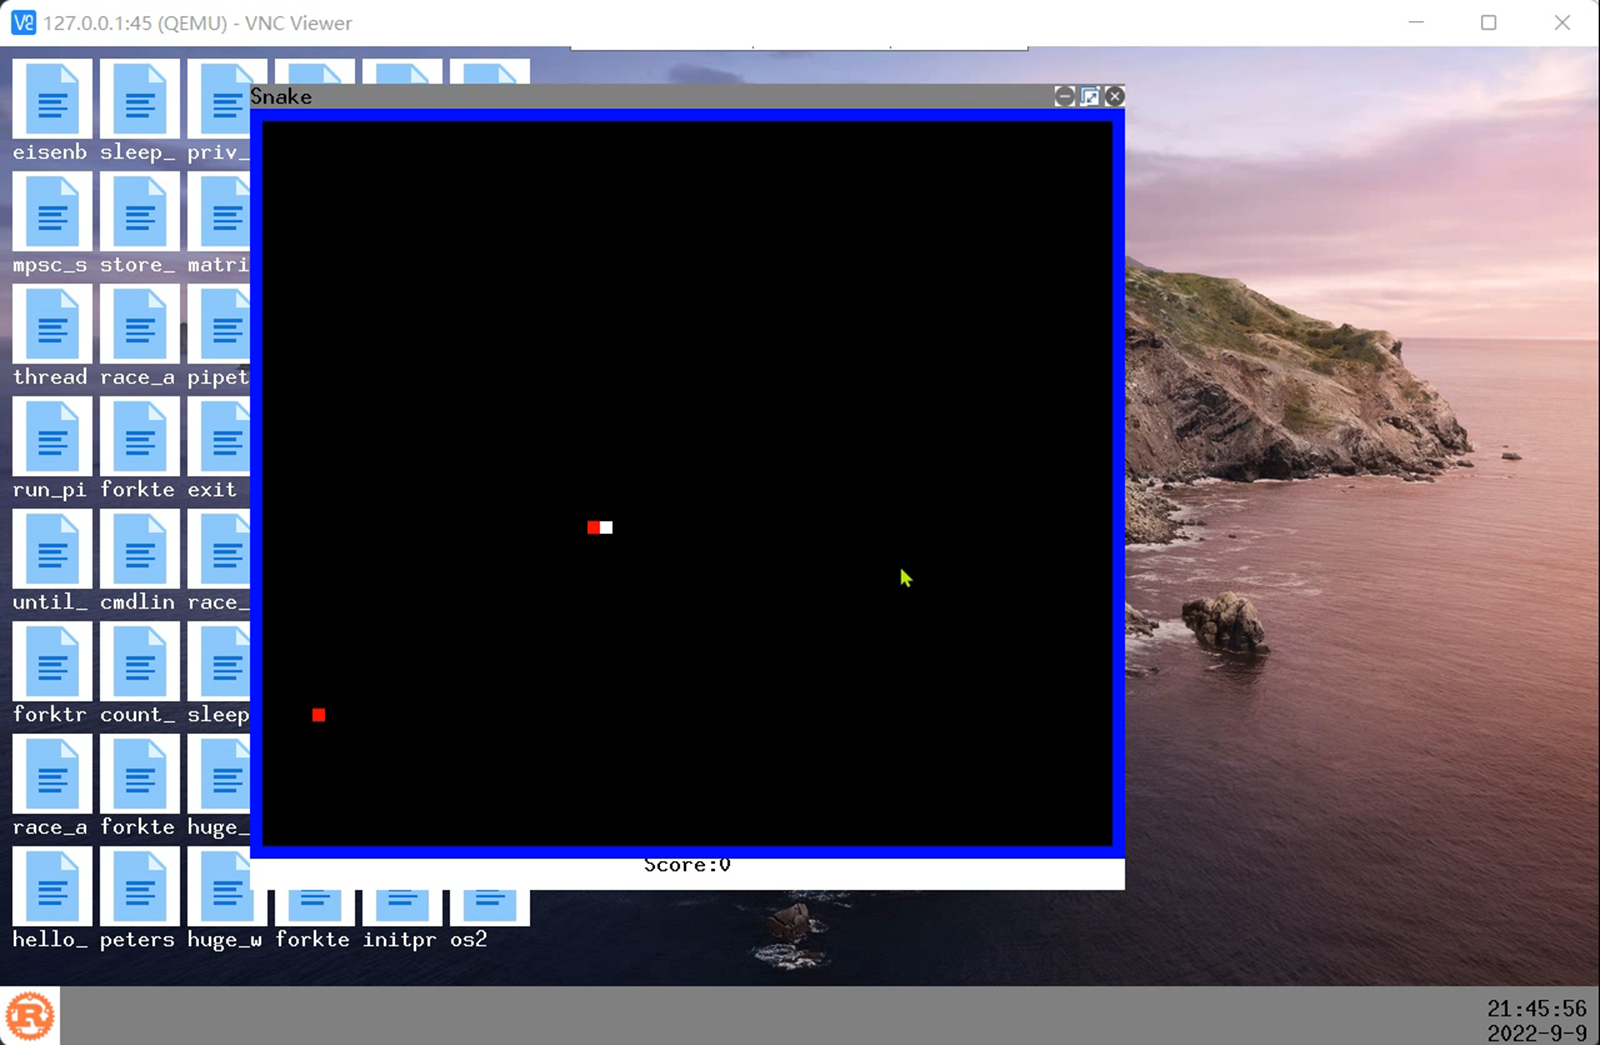 127.0.0.1:45 (QEMU) - VNC Viewer
Snake
eisenb sleep_ priv_
mpsc_s store_ matri
thread race_a pipet
run_pi forkte exit
until_ cmdlin race_
forktr count_ sleep
race_a forkte huge_
Score:0
hello_ peters huge_w forkte initpr os2
R
21:45:56
2022-9-9